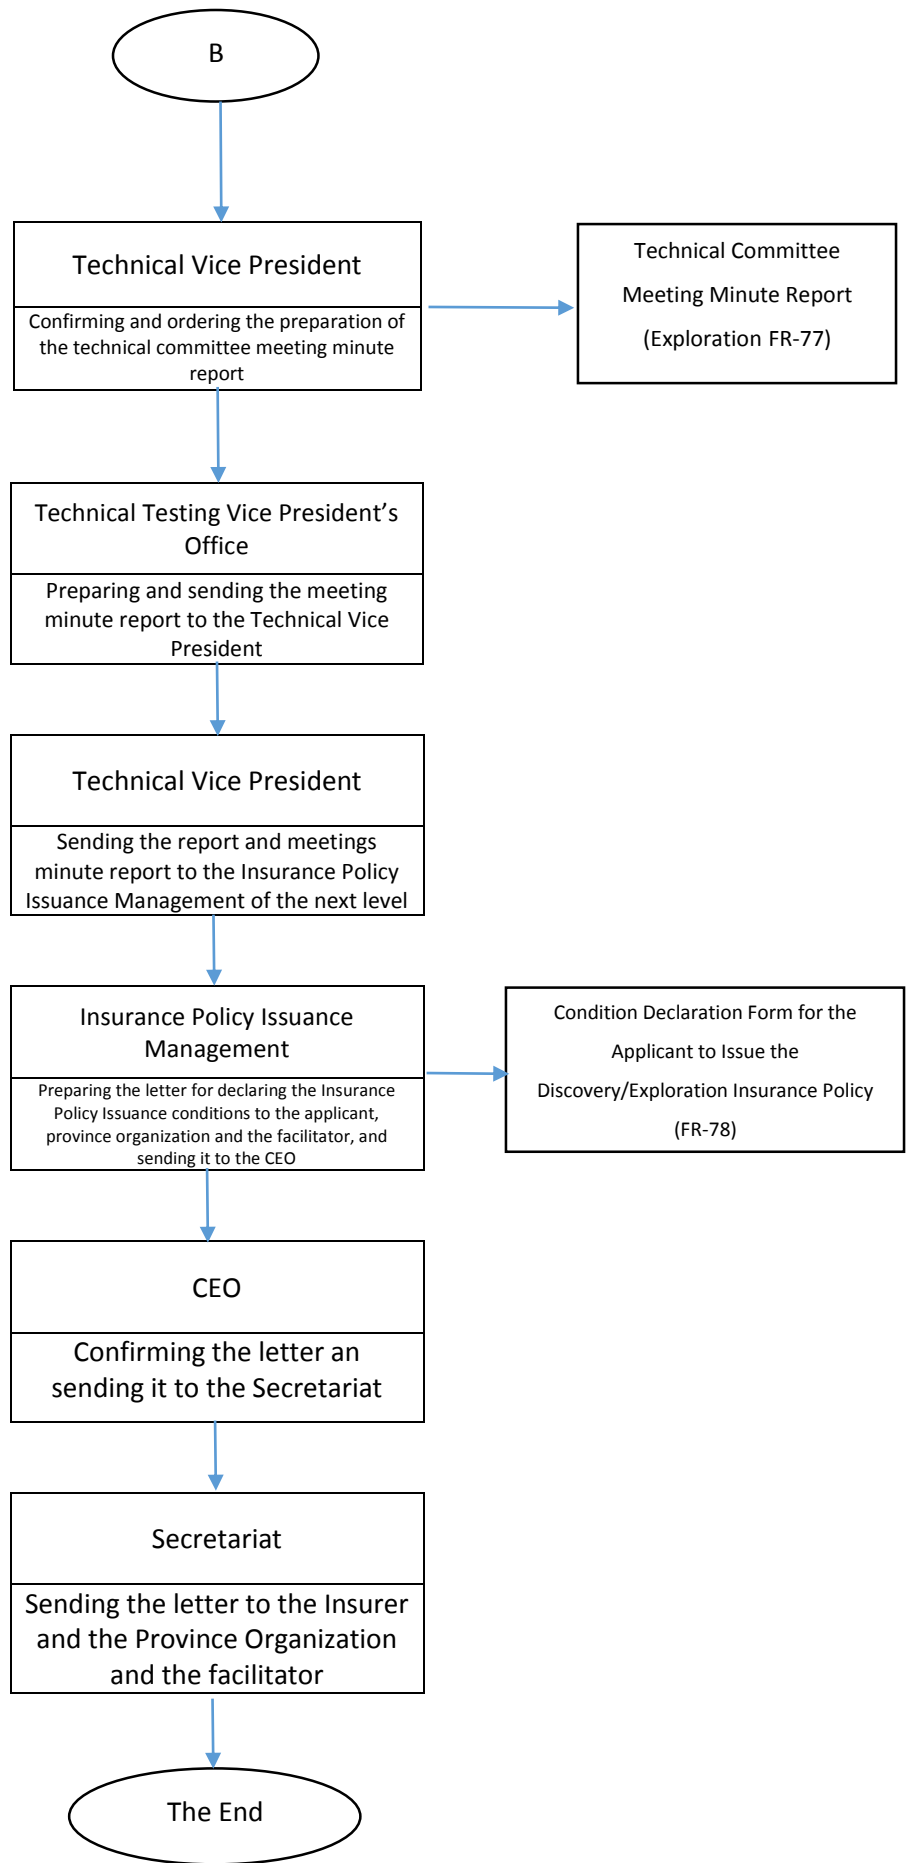 B
Technical Vice President
Confirming and ordering the preparation of
the technical committee meeting minute
report
Technical Committee
Meeting Minute Report
(Exploration FR-77)
Technical Testing Vice President’s
Office
Preparing and sending the meeting
minute report to the Technical Vice
President
Technical Vice President
Sending the report and meetings
minute report to the Insurance Policy
Issuance Management of the next level
Insurance Policy Issuance
Management
Preparing the letter for declaring the Insurance
Policy Issuance conditions to the applicant,
province organization and the facilitator, and
sending it to the CEO
Condition Declaration Form for the
Applicant to Issue the
Discovery/Exploration Insurance Policy
(FR-78)
CEO
Confirming the letter an
sending it to the Secretariat
Secretariat
Sending the letter to the Insurer
and the Province Organization
and the facilitator
The End